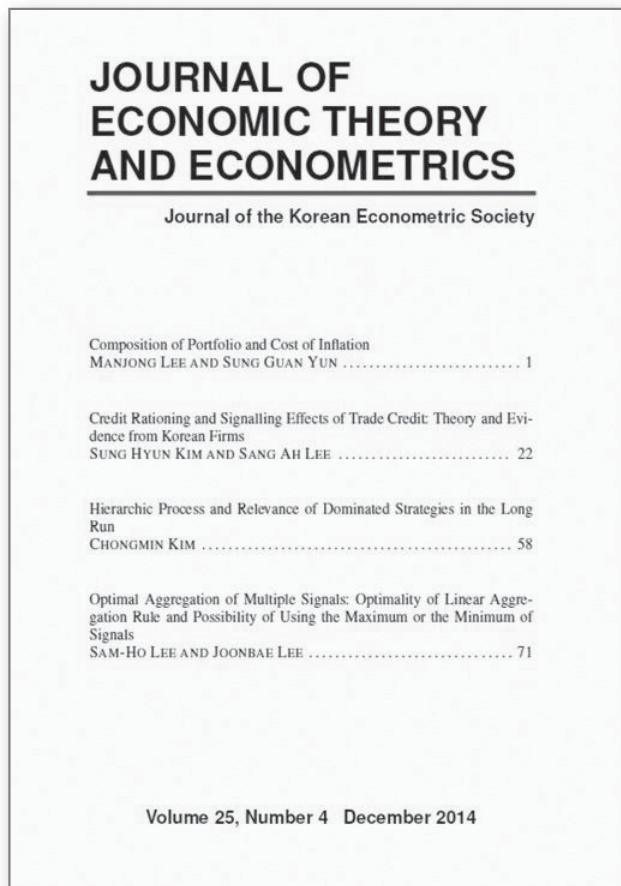 JOURNAL OF
ECONOMIC THEORY
AND ECONOMETRICS
Journal of the Korean Econometric Society
Composition of Portfolio and Cost of Inflation
MANJONG LEE AND SUNG GUAN YUN ........................... 1
Credit Rationing and Signalling Effects of Trade Credit: Theory and Evi-
dence from Korean Firms
SUNG HYUN KIM AND SANG AH LEE .......................... 22
Hierarchic Process and Relevance of Dominated Strategies in the Long
Run
CHONGMIN KIM ............................................... 58
Optimal Aggregation of Multiple Signals: Optimality of Linear Aggre-
gation Rule and Possibility of Using the Maximum or the Minimum of
Signals
SAM-HO LEE AND JOONBAE LEE ............................... 71
Volume 25, Number 4 December 2014